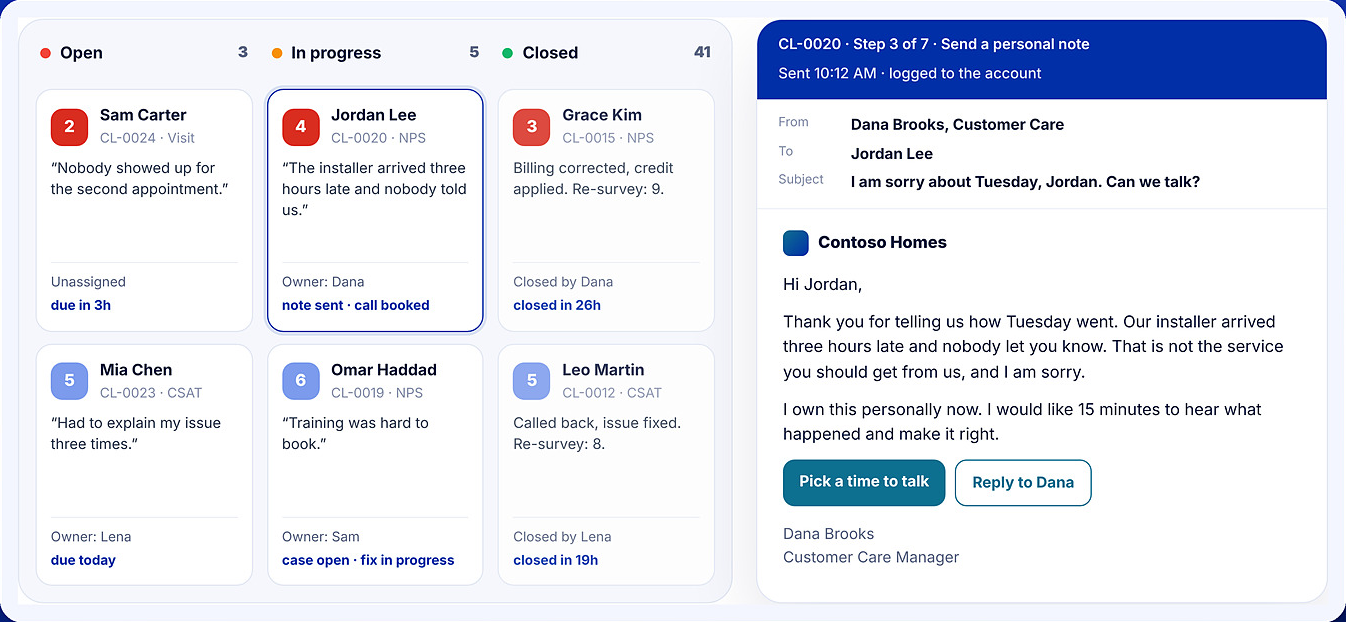 Open 3
In progress 5
Closed 41
2
Sam Carter
CL-0024 · Visit
“Nobody showed up for
the second appointment.”
Unassigned
due in 3h
4
Jordan Lee
CL-0020 · NPS
“The installer arrived three
hours late and nobody told
us.”
Owner: Dana
note sent · call booked
3
Grace Kim
CL-0015 · NPS
Billing corrected, credit
applied. Re-survey: 9.
Closed by Dana
closed in 26h
5
Mia Chen
CL-0023 · CSAT
“Had to explain my issue
three times.”
Owner: Lena
due today
6
Omar Haddad
CL-0019 · NPS
“Training was hard to
book.”
Owner: Sam
case open · fix in progress
5
Leo Martin
CL-0012 · CSAT
Called back, issue fixed.
Re-survey: 8.
Closed by Lena
closed in 19h
CL-0020 · Step 3 of 7 · Send a personal note
Sent 10:12 AM · logged to the account
From Dana Brooks, Customer Care
To Jordan Lee
Subject I am sorry about Tuesday, Jordan. Can we talk?
Contoso Homes
Hi Jordan,
Thank you for telling us how Tuesday went. Our installer arrived
three hours late and nobody let you know. That is not the service
you should get from us, and I am sorry.
I own this personally now. I would like 15 minutes to hear what
happened and make it right.
Pick a time to talk
Reply to Dana
Dana Brooks
Customer Care Manager